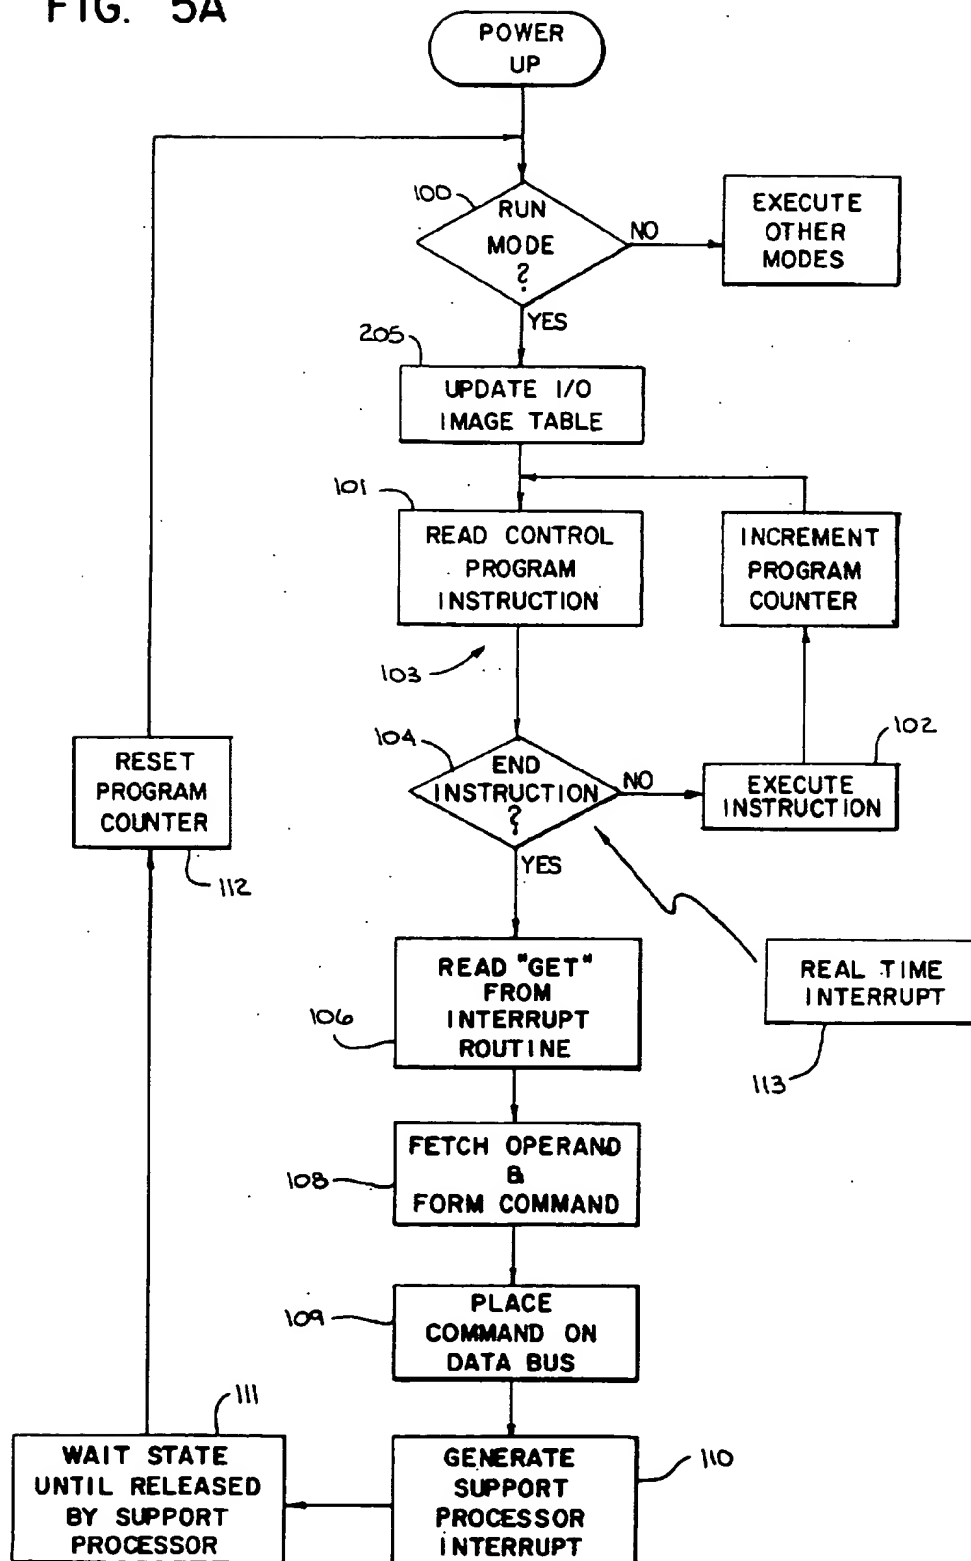 FIG. 5A
POWER
UP
100
RUN
MODE
?
NO
EXECUTE
OTHER
MODES
YES
205
UPDATE I/O
IMAGE TABLE
101
READ CONTROL
PROGRAM
INSTRUCTION
INCREMENT
PROGRAM
COUNTER
103
104
END
INSTRUCTION
?
NO
102
EXECUTE
INSTRUCTION
YES
RESET
PROGRAM
COUNTER
112
READ "GET"
FROM
INTERRUPT
ROUTINE
106
REAL TIME
INTERRUPT
113
FETCH OPERAND
&
FORM COMMAND
108
PLACE
COMMAND ON
DATA BUS
109
111
WAIT STATE
UNTIL RELEASED
BY SUPPORT
PROCESSOR
GENERATE
SUPPORT
PROCESSOR
INTERRUPT
110